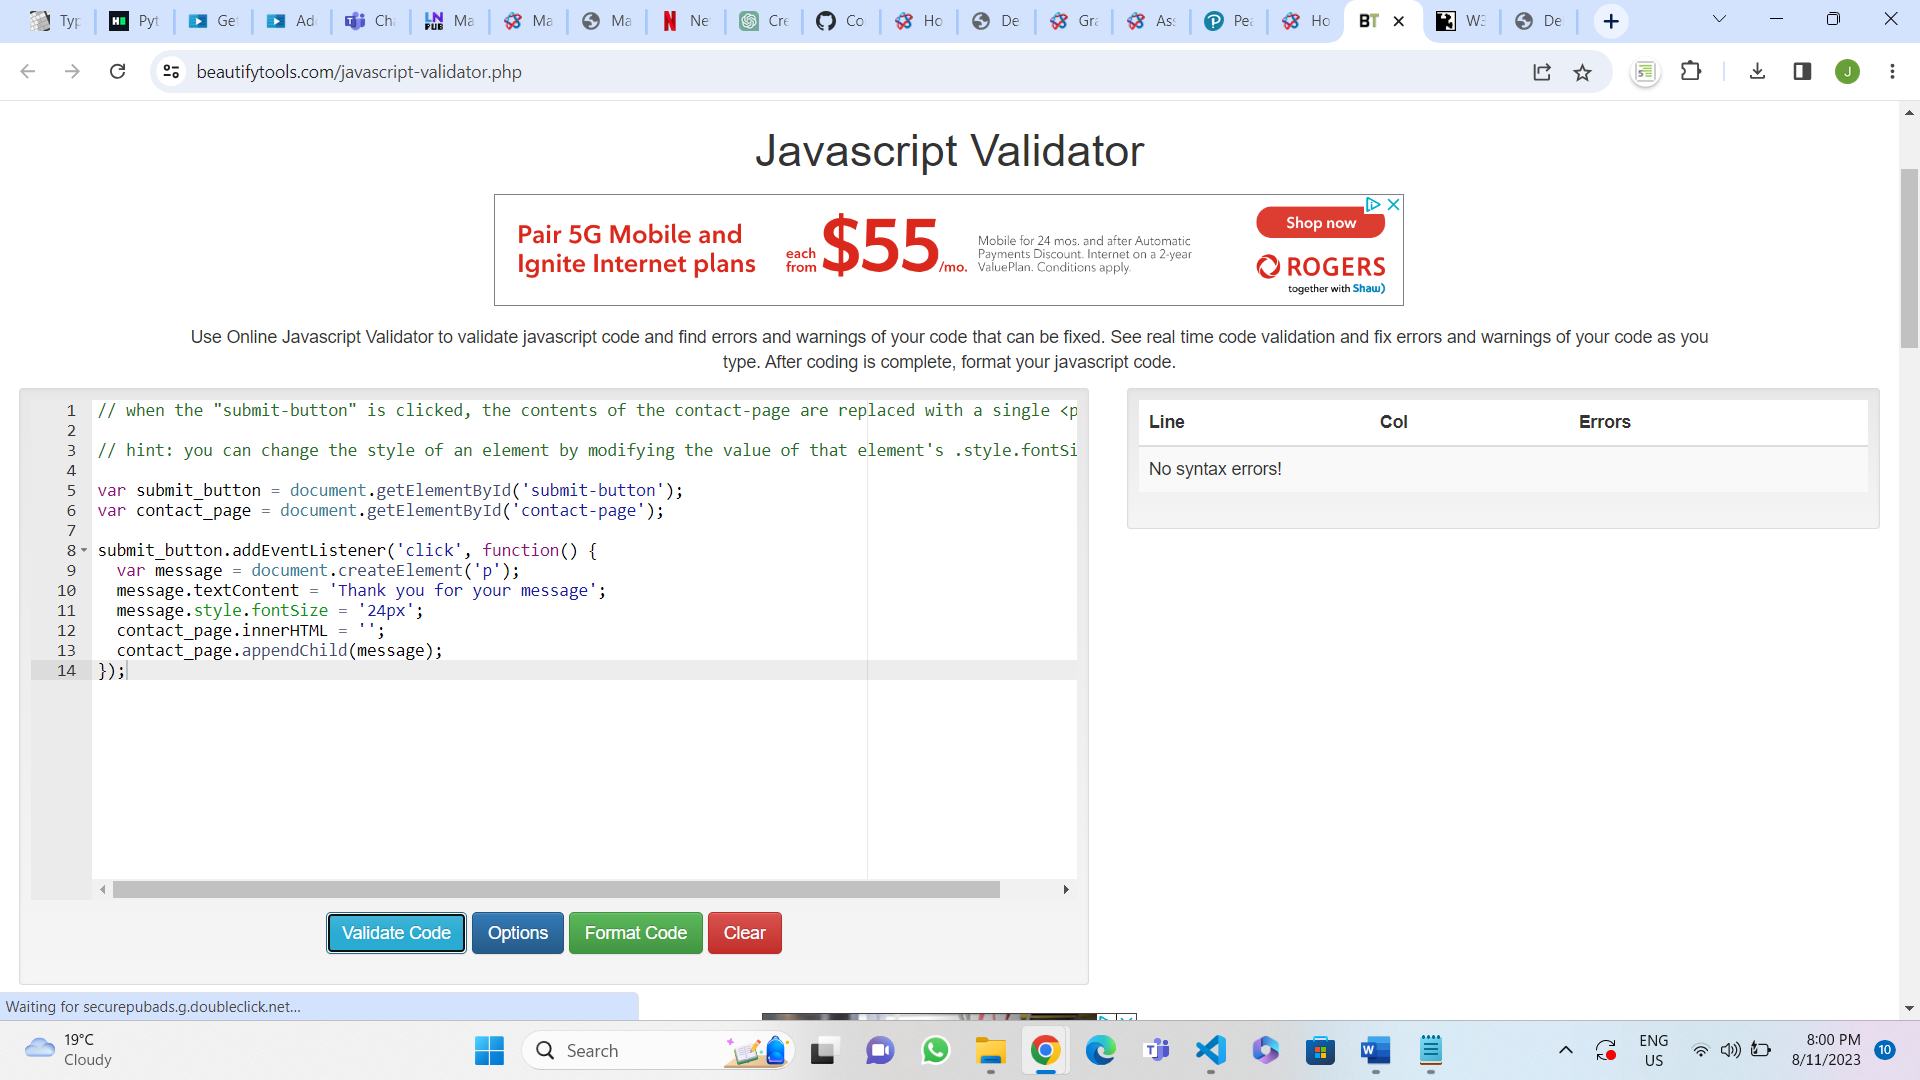 Typ
Pyt
Get
Add
Cha
Ma
Ma
Ma
Ne
Cre
Co
Ho
De
Gra
Ass
Pea
Ho
BT
W3
De
beautifytools.com/javascript-validator.php
J
Javascript Validator
Pair 5G Mobile and
Ignite Internet plans
each
from
$55
/mo.
Mobile for 24 mos. and after Automatic
Payments Discount. Internet on a 2-year
ValuePlan. Conditions apply.
Shop now
ROGERS
together with Shaw)
Use Online Javascript Validator to validate javascript code and find errors and warnings of your code that can be fixed. See real time code validation and fix errors and warnings of your code as you
type. After coding is complete, format your javascript code.
1 // when the "submit-button" is clicked, the contents of the contact-page are replaced with a single <p
2
3 // hint: you can change the style of an element by modifying the value of that element's .style.fontSi
4
5 var submit_button = document.getElementById('submit-button');
6 var contact_page = document.getElementById('contact-page');
7
8 submit_button.addEventListener('click', function() {
9 var message = document.createElement('p');
10 message.textContent = 'Thank you for your message';
11 message.style.fontSize = '24px';
12 contact_page.innerHTML = '';
13 contact_page.appendChild(message);
14 });
Line Col Errors
No syntax errors!
Validate Code
Options
Format Code
Clear
Waiting for securepubads.g.doubleclick.net...
19°C
Cloudy
Search
ENG
US
8:00 PM
8/11/2023
10